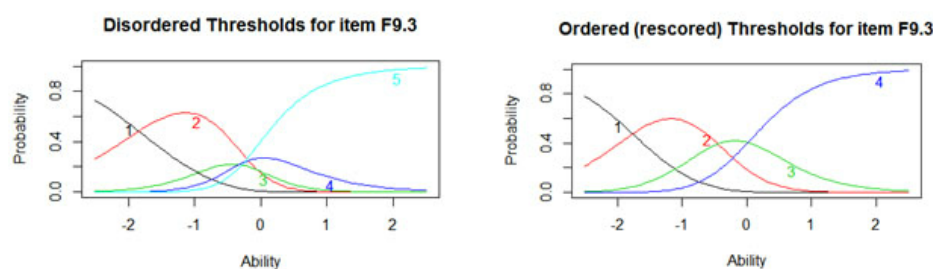 Disordered Thresholds for item F9.3
Probability
0.0 0.4 0.8
1 2 3 4 5
-2 -1 0 1 2
Ability
Ordered (rescored) Thresholds for item F9.3
Probability
0.0 0.4 0.8
1 2 3 4
-2 -1 0 1 2
Ability